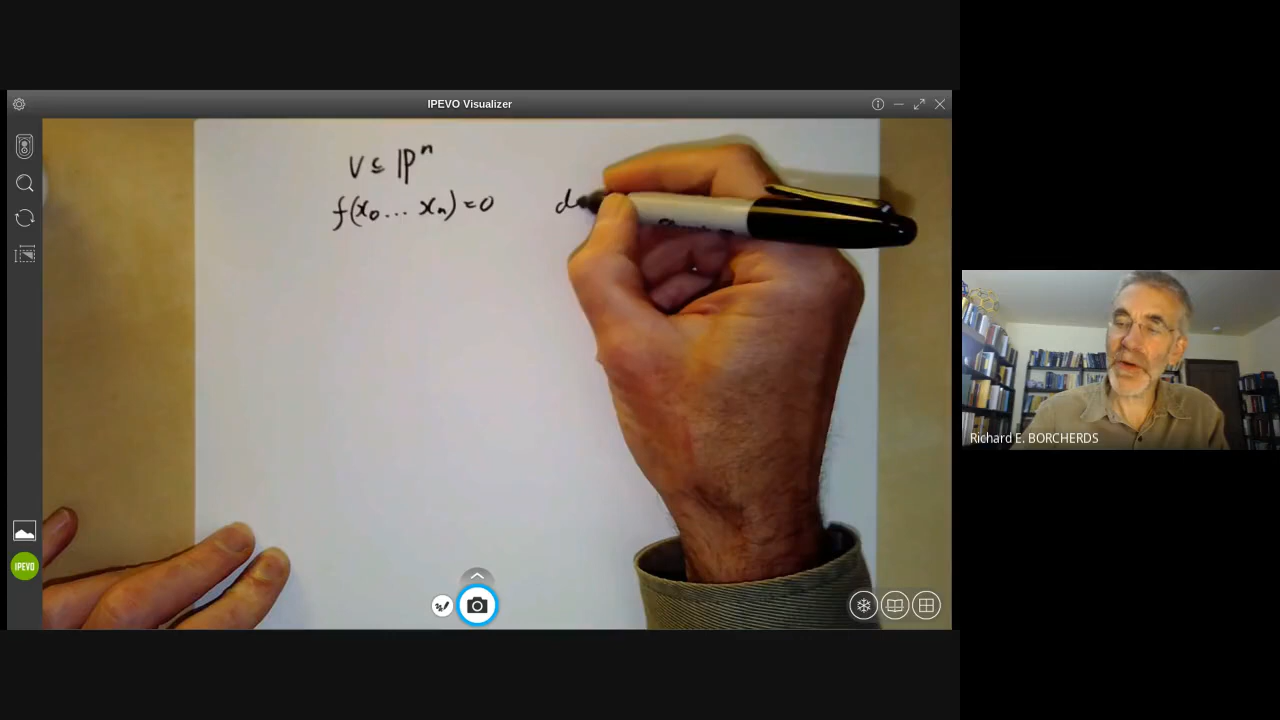 IPEVO Visualizer
V ⊆ ℙⁿ
f(x₀ ... xₙ) = 0
Richard E. BORCHERDS
IPEVO